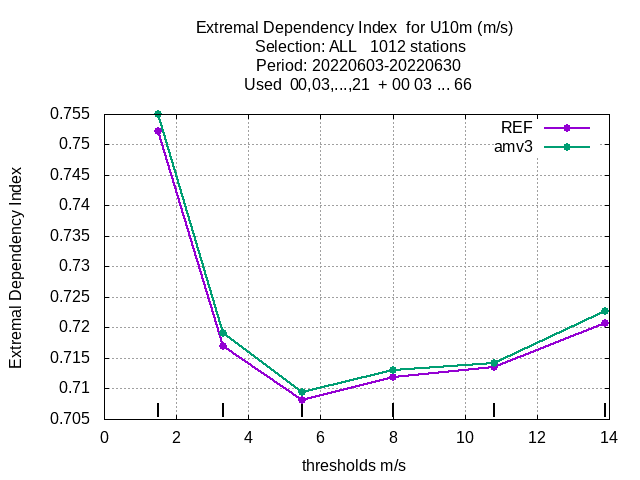 Extremal Dependency Index  for U10m (m/s)
Selection: ALL   1012 stations
Period: 20220603-20220630
Used  00,03,...,21  + 00 03 ... 66
REF
amv3
Extremal Dependency Index
0.755
0.75
0.745
0.74
0.735
0.73
0.725
0.72
0.715
0.71
0.705
0 2 4 6 8 10 12 14
thresholds m/s